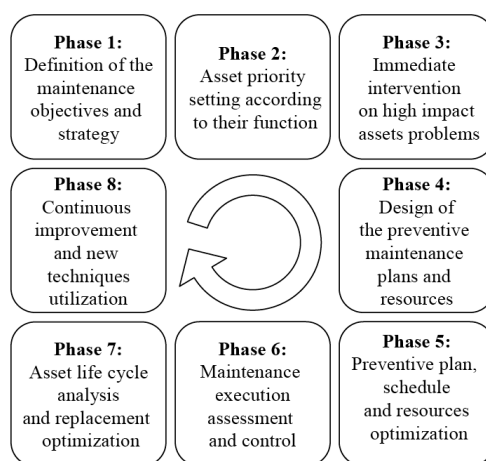 Phase 1:
Definition of the
maintenance
objectives and
strategy
Phase 2:
Asset priority
setting according
to their function
Phase 3:
Immediate
intervention
on high impact
assets problems
Phase 8:
Continuous
improvement
and new
techniques
utilization
Phase 4:
Design of
the preventive
maintenance
plans and
resources
Phase 7:
Asset life cycle
analysis
and replacement
optimization
Phase 6:
Maintenance
execution
assessment
and control
Phase 5:
Preventive plan,
schedule
and resources
optimization